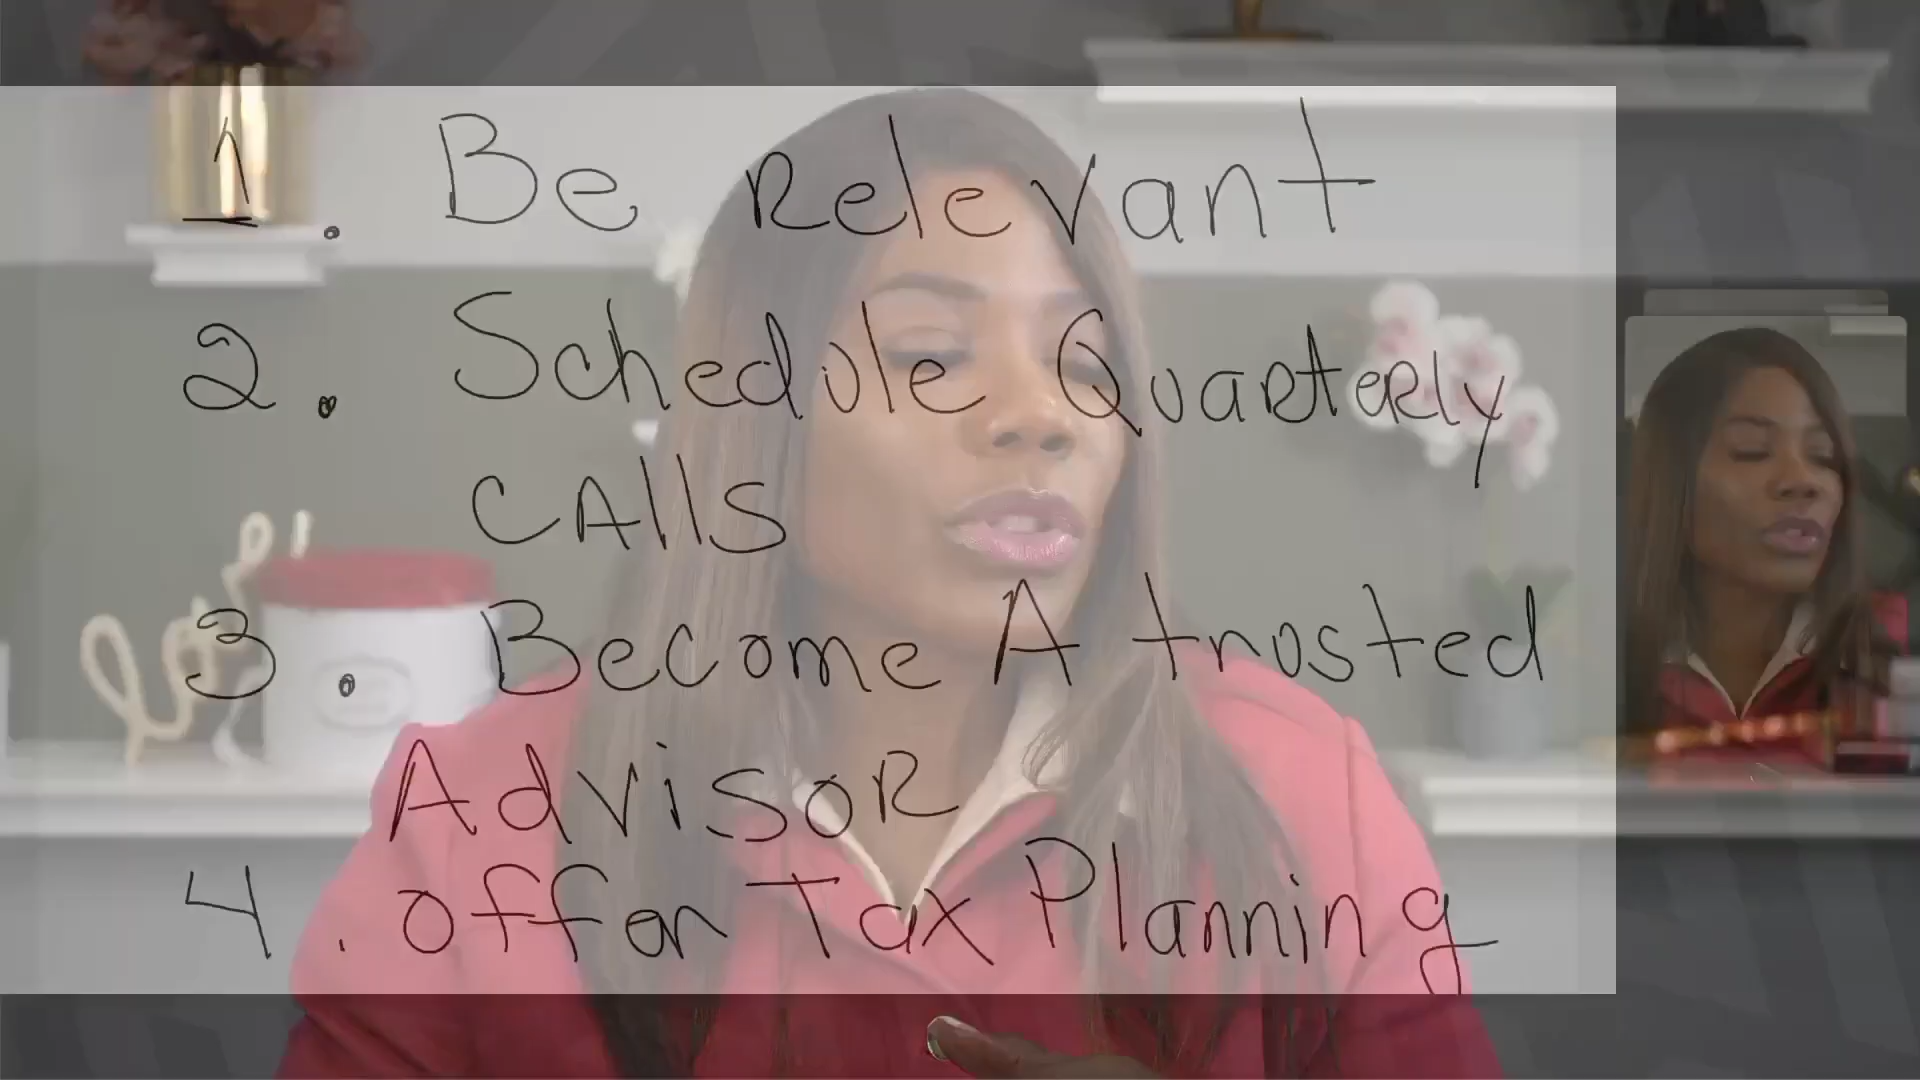 1. Be Relevant
2. Schedule Quarterly
CAlls
3. Become A trusted
AdvisoR
4. offer Tax Planning